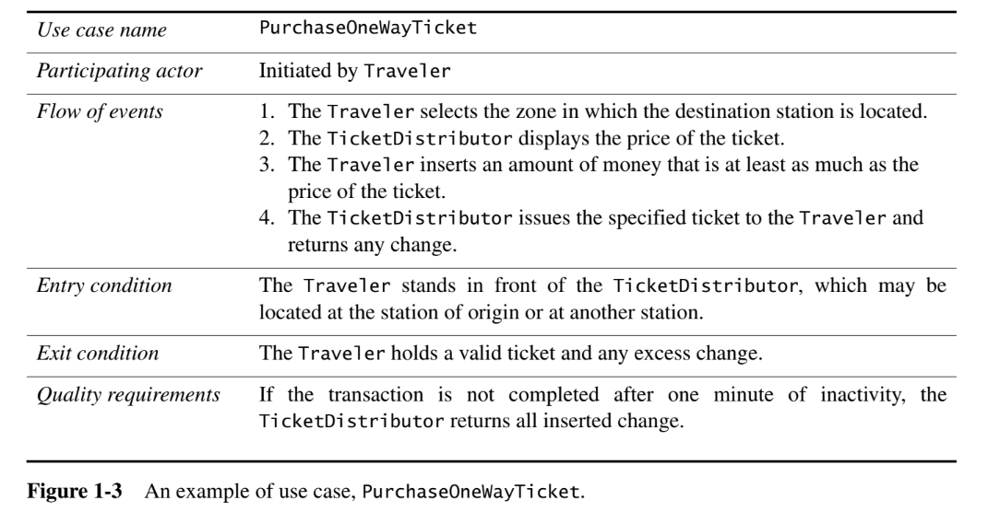 Use case name PurchaseOneWayTicket
Participating actor Initiated by Traveler
Flow of events 1. The Traveler selects the zone in which the destination station is located.
2. The TicketDistributor displays the price of the ticket.
3. The Traveler inserts an amount of money that is at least as much as the
price of the ticket.
4. The TicketDistributor issues the specified ticket to the Traveler and
returns any change.
Entry condition The Traveler stands in front of the TicketDistributor, which may be
located at the station of origin or at another station.
Exit condition The Traveler holds a valid ticket and any excess change.
Quality requirements If the transaction is not completed after one minute of inactivity, the
TicketDistributor returns all inserted change.
Figure 1-3 An example of use case, PurchaseOneWayTicket.